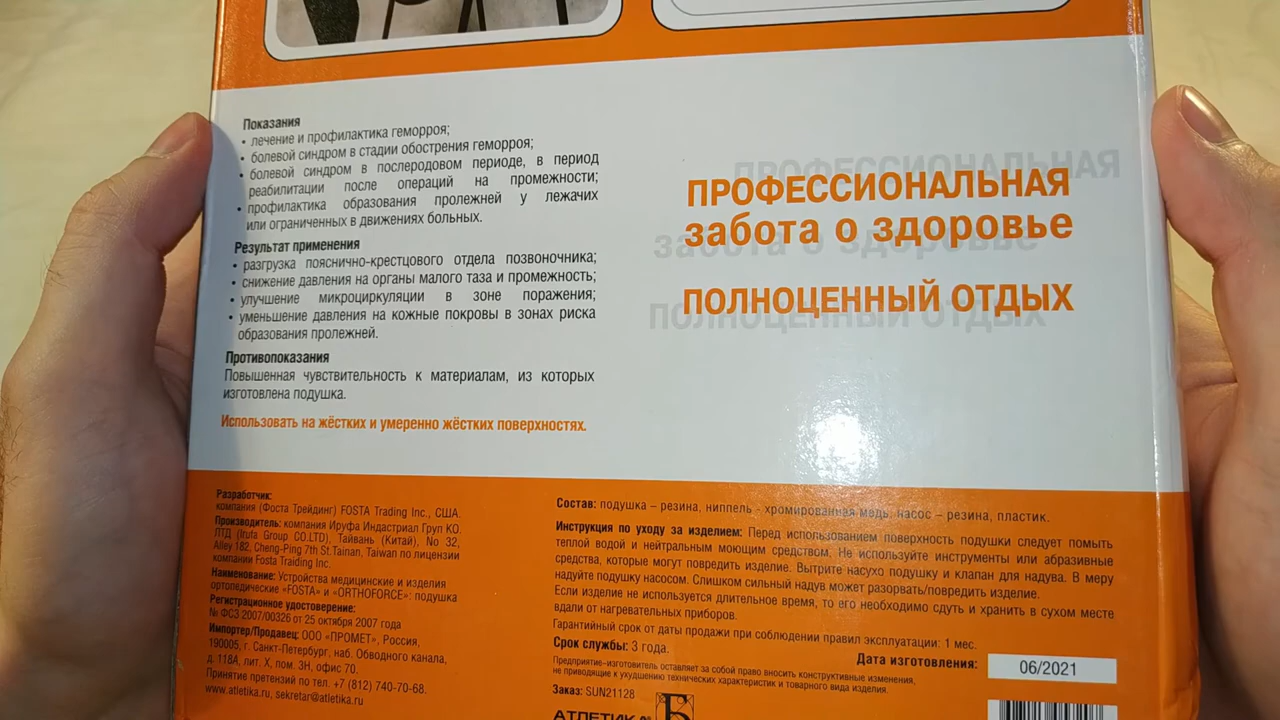 Показания
• лечение и профилактика геморроя;
• болевой синдром в стадии обострения геморроя;
• болевой синдром в послеродовом периоде, в период
реабилитации после операций на промежности;
• профилактика образования пролежней у лежачих
или ограниченных в движениях больных.
Результат применения
• разгрузка пояснично-крестцового отдела позвоночника;
• снижение давления на органы малого таза и промежность;
• улучшение микроциркуляции в зоне поражения;
• уменьшение давления на кожные покровы в зонах риска
образования пролежней.
Противопоказания
Повышенная чувствительность к материалам, из которых
изготовлена подушка.
Использовать на жёстких и умеренно жёстких поверхностях.
ПРОФЕССИОНАЛЬНАЯ
забота о здоровье
ПОЛНОЦЕННЫЙ ОТДЫХ
ПРОФЕССИОНАЛЬНАЯ
забота о здоровье
ПОЛНОЦЕННЫЙ ОТДЫХ
Разработчик:
компания (Фоста Трейдинг) FOSTA Trading Inc., США.
Производитель: компания Ируфа Индастриал Груп КО.
ЛТД (Irufa Group CO.LTD), Тайвань (Китай), No 32,
Alley 182, Cheng-Ping 7th St.Tainan, Taiwan по лицензии
компании Fosta Traiding Inc.
Наименование: Устройства медицинские и изделия
ортопедические «FOSTA» и «ORTHOFORCE»: подушка
Регистрационное удостоверение:
№ ФСЗ 2007/00326 от 25 октября 2007 года
Импортер/Продавец: ООО «ПРОМЕТ», Россия,
190005, г. Санкт-Петербург, наб. Обводного канала,
д. 118А, лит. Х, пом. 3Н, офис 70.
Принятие претензий по тел. +7 (812) 740-70-68.
www.atletika.ru, sekretar@atletika.ru
Состав: подушка – резина, ниппель - хромированная медь, насос – резина, пластик.
Инструкция по уходу за изделием: Перед использованием поверхность подушки следует помыть
теплой водой и нейтральным моющим средством. Не используйте инструменты или абразивные
средства, которые могут повредить изделие. Вытрите насухо подушку и клапан для надува. В меру
надуйте подушку насосом. Слишком сильный надув может разорвать/повредить изделие.
Если изделие не используется длительное время, то его необходимо сдуть и хранить в сухом месте
вдали от нагревательных приборов.
Гарантийный срок от даты продажи при соблюдении правил эксплуатации: 1 мес.
Срок службы: 3 года.
Дата изготовления: 06/2021
Предприятие-изготовитель оставляет за собой право вносить конструктивные изменения,
не приводящие к ухудшению технических характеристик и товарного вида изделия.
Заказ: SUN21128